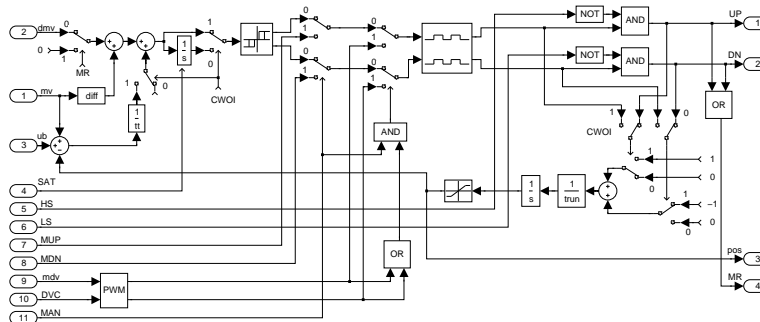 2 dmv 0 1 0 MR
1 mv diff
3 ub
1 tt
1 0
1 s
1 0 CWOI
4 SAT
5 HS
6 LS
7 MUP
8 MDN
9 mdv
10 DVC
11 MAN
PWM
0 1
0 1
0 1
0 1
AND
OR
NOT AND UP 1
NOT AND DN 2
OR
1 0 CWOI 1 0
1 s
1 trun
1 0
1 −1 0 0
pos 3
MR 4